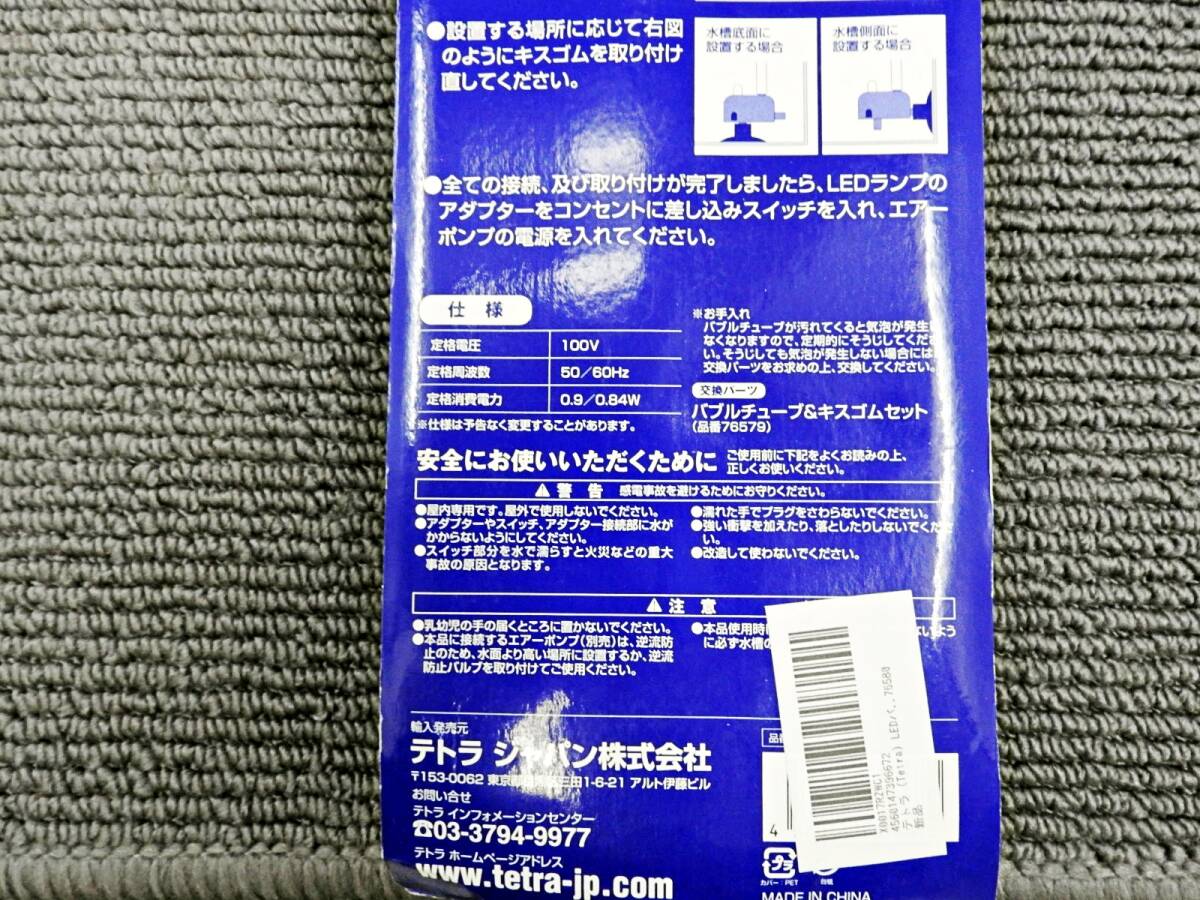 ●設置する場所に応じて右図
のようにキスゴムを取り付け
直してください。
水槽底面に
設置する場合
水槽側面に
設置する場合
●全ての接続、及び取り付けが完了しましたら、LEDランプの
アダプターをコンセントに差し込みスイッチを入れ、エアー
ポンプの電源を入れてください。
仕様
定格電圧 100V
定格周波数 50/60Hz
定格消費電力 0.9/0.84W
※仕様は予告なく変更することがあります。
※お手入れ
バブルチューブが汚れてくると気泡が発生し
なくなりますので、定期的にそうじしてくださ
い。そうじしても気泡が発生しない場合には
交換パーツをお求めの上、交換してください。
交換パーツ
バブルチューブ&キスゴムセット
(品番76579)
安全にお使いいただくために
ご使用前に下記をよくお読みの上、
正しくお使いください。
⚠警告 感電事故を避けるためにお守りください。
●屋内専用です。屋外で使用しないでください。
●アダプターやスイッチ、アダプター接続部に水が
かからないようにしてください。
●スイッチ部分を水で濡らすと火災などの重大
事故の原因となります。
●濡れた手でプラグをさわらないでください。
●強い衝撃を加えたり、落としたりしないでくださ
い。
●改造して使わないでください。
⚠注意
●乳幼児の手の届くところに置かないでください。
●本品に接続するエアーポンプ(別売)は、逆流防
止のため、水面より高い場所に設置するか、逆流
防止バルブを取り付けてご使用ください。
●本品使用時に ないよう
に必ず水槽の
輸入発売元
テトラ ジャパン株式会社
〒153-0062 東京都 三田1-6-21 アルト伊藤ビル
お問い合せ
テトラ インフォメーションセンター
☎03-3794-9977
テトラ ホームページアドレス
www.tetra-jp.com
品番
4
X0017RZWC1
4560147396672
テトラ (Tetra) LEDバ...76580
新品
プラ
カバー:PET
台紙
MADE IN CHINA